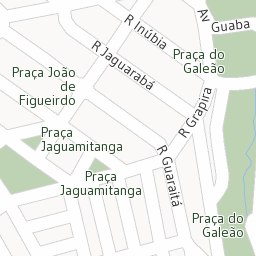 Av Guaba
R Inúbia
Praça do
Galeão
R Jaguarabá
Praça João
de
Figueirdo
R Grapira
Praça
Jaguamitanga
R Guaraitá
Praça
Jaguamitanga
Praça do
Galeão